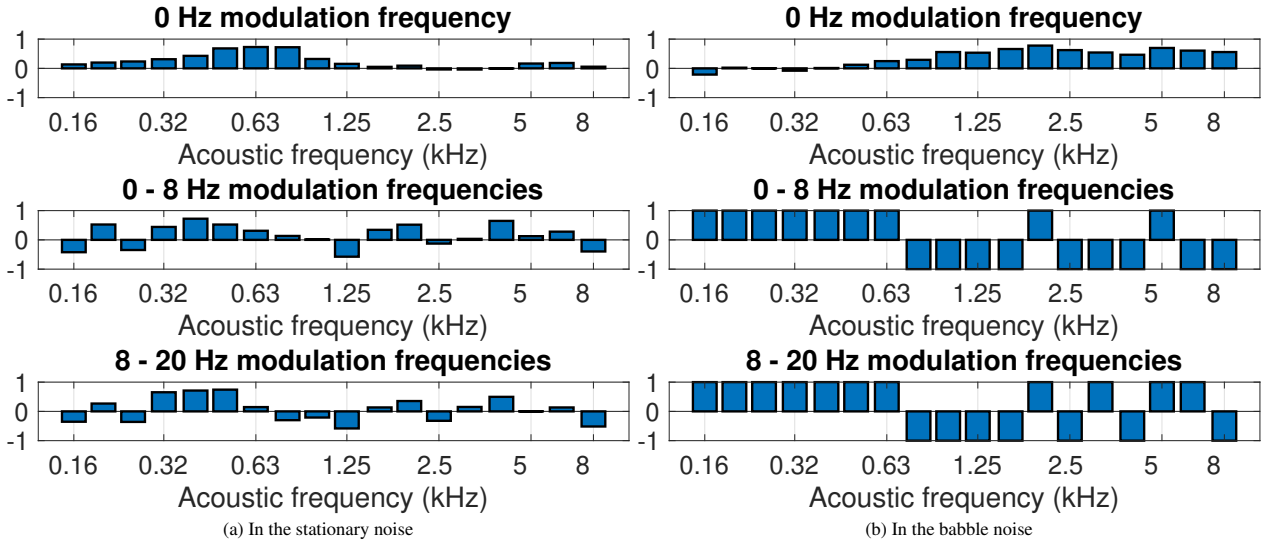 0 Hz modulation frequency
1
0
-1
0.16 0.32 0.63 1.25 2.5 5 8
Acoustic frequency (kHz)
0 - 8 Hz modulation frequencies
1
0
-1
0.16 0.32 0.63 1.25 2.5 5 8
Acoustic frequency (kHz)
8 - 20 Hz modulation frequencies
1
0
-1
0.16 0.32 0.63 1.25 2.5 5 8
Acoustic frequency (kHz)
(a) In the stationary noise
0 Hz modulation frequency
1
0
-1
0.16 0.32 0.63 1.25 2.5 5 8
Acoustic frequency (kHz)
0 - 8 Hz modulation frequencies
1
0
-1
0.16 0.32 0.63 1.25 2.5 5 8
Acoustic frequency (kHz)
8 - 20 Hz modulation frequencies
1
0
-1
0.16 0.32 0.63 1.25 2.5 5 8
Acoustic frequency (kHz)
(b) In the babble noise